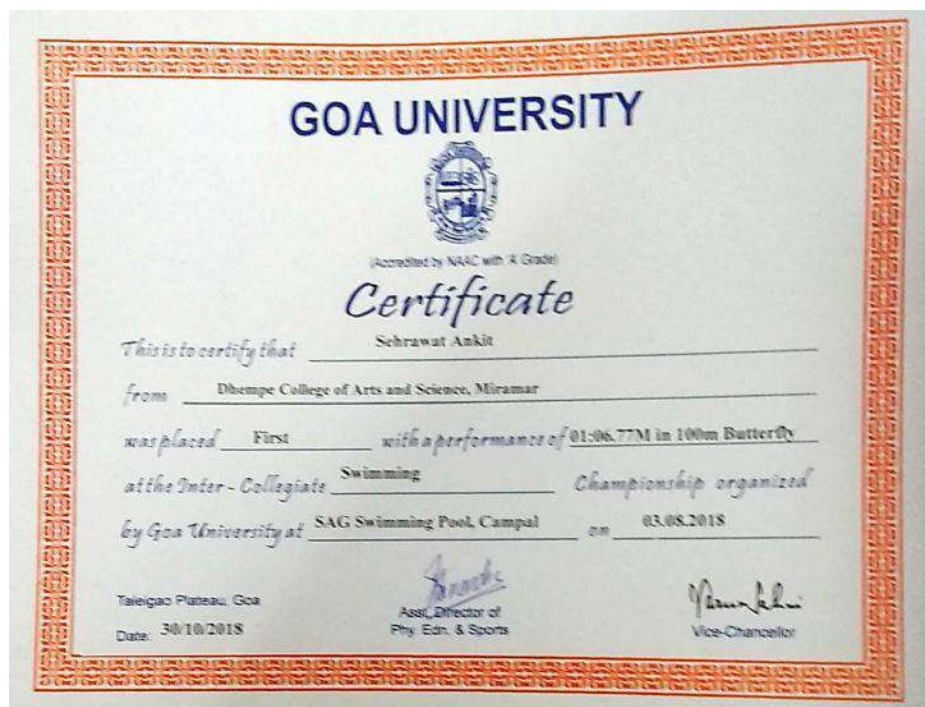 GOA UNIVERSITY
(Accredited by NAAC with 'A' Grade)
Certificate
This is to certify that Sehrawat Ankit
from Dhempe College of Arts and Science, Miramar
was placed First with a performance of 01:06.77M in 100m Butterfly
at the Inter - Collegiate Swimming Championship organized
by Goa University at SAG Swimming Pool, Campal on 03.08.2018
Taleigao Plateau, Goa
Date: 30/10/2018
Asst. Director of
Phy. Edn. & Sports
Vice-Chancellor